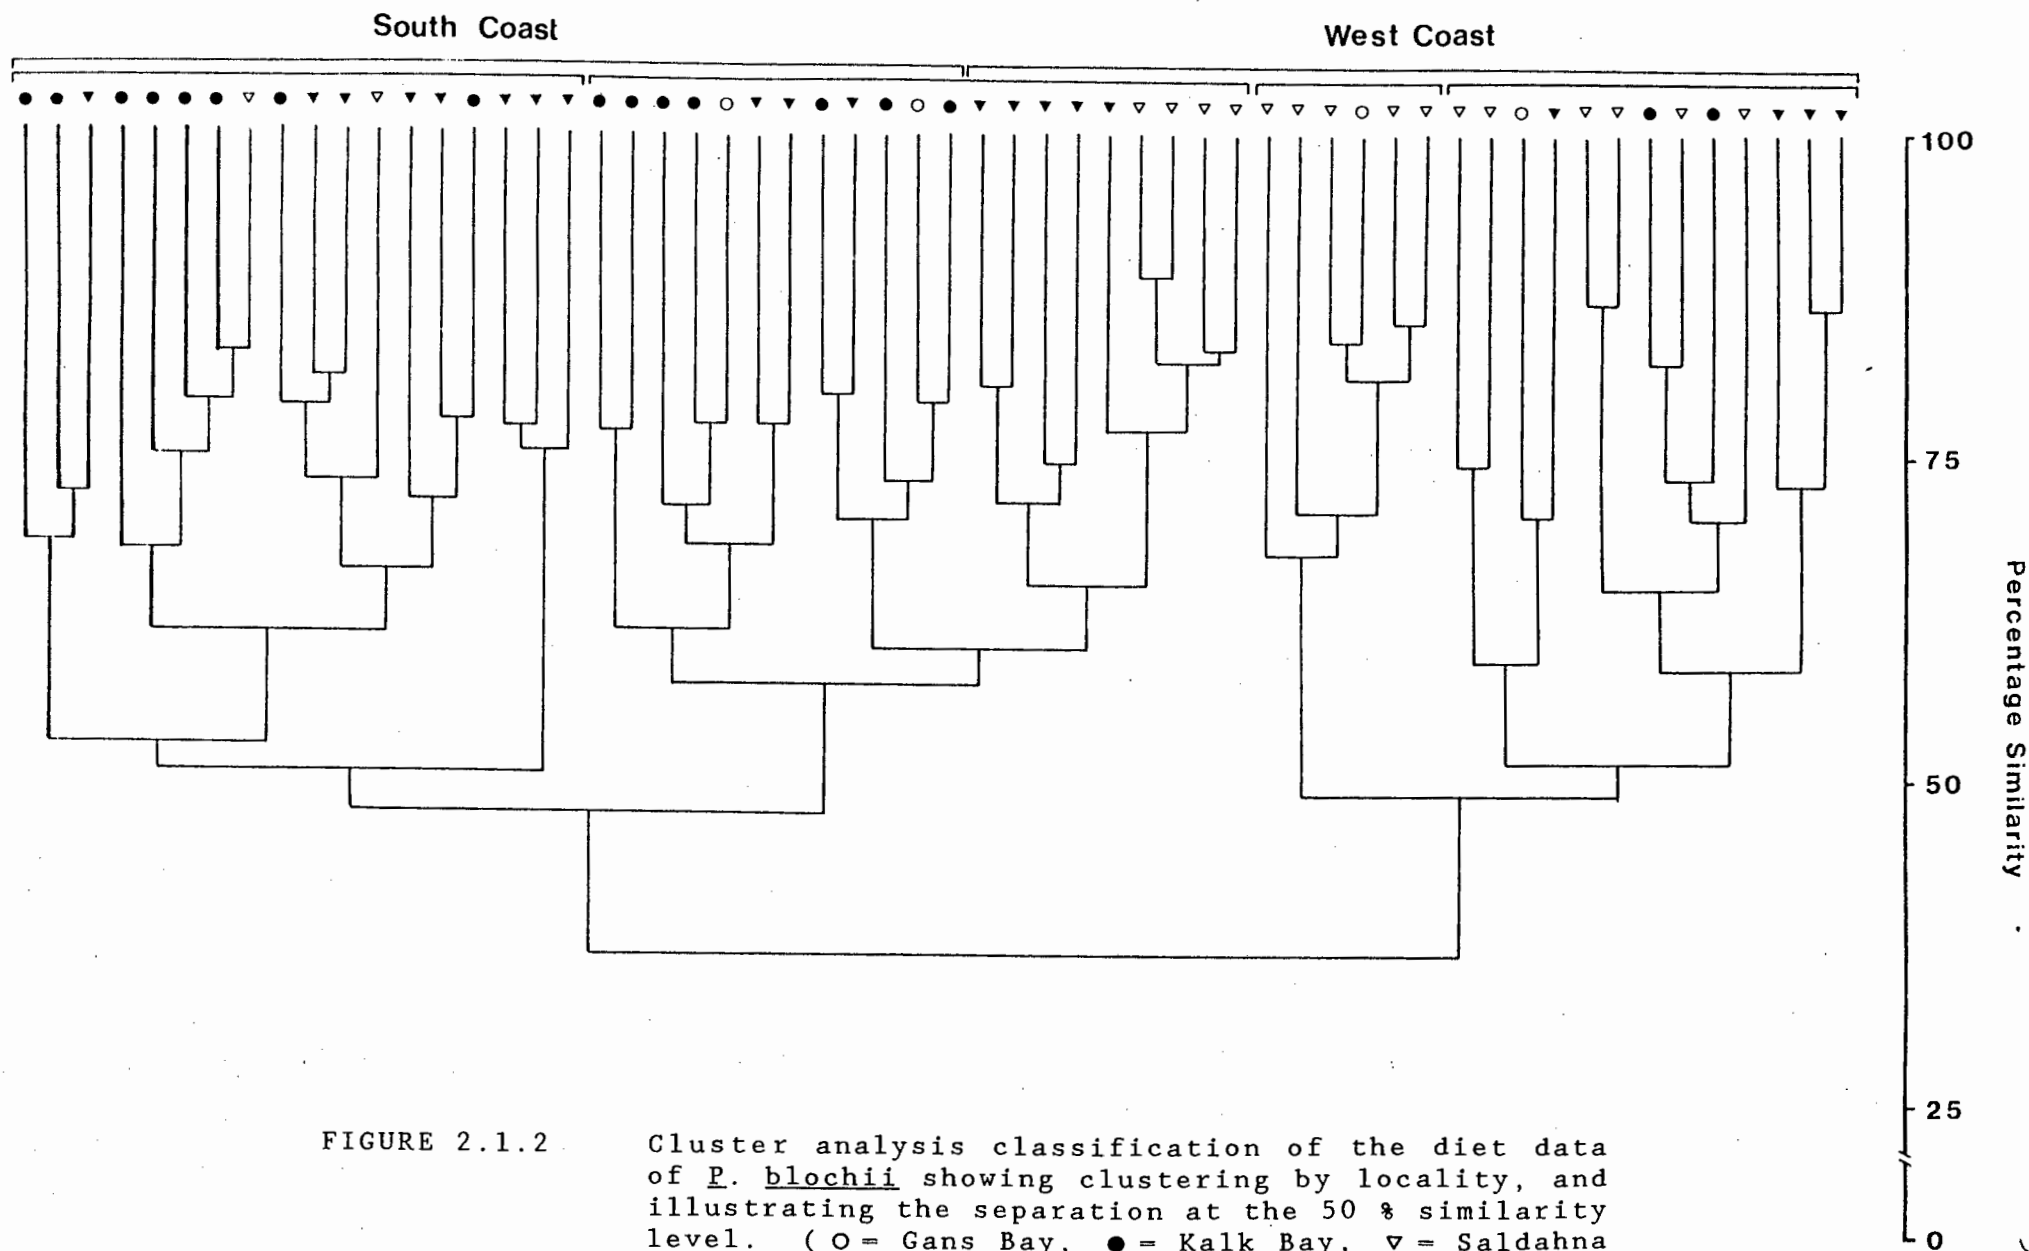 South Coast
West Coast
100
75
50
25
0
Percentage Similarity
FIGURE 2.1.2
Cluster analysis classification of the diet data
of P. blochii showing clustering by locality, and
illustrating the separation at the 50 % similarity
level. ( O = Gans Bay, ● = Kalk Bay, ▽ = Saldahna